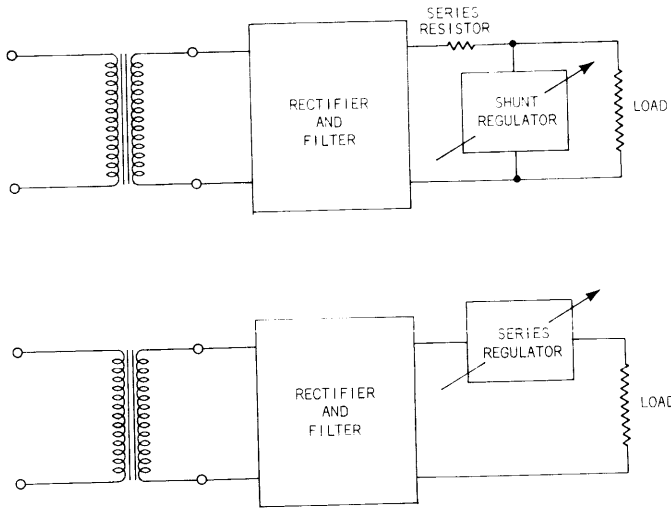 SERIES
RESISTOR
RECTIFIER
AND
FILTER
SHUNT
REGULATOR
LOAD
SERIES
REGULATOR
RECTIFIER
AND
FILTER
LOAD